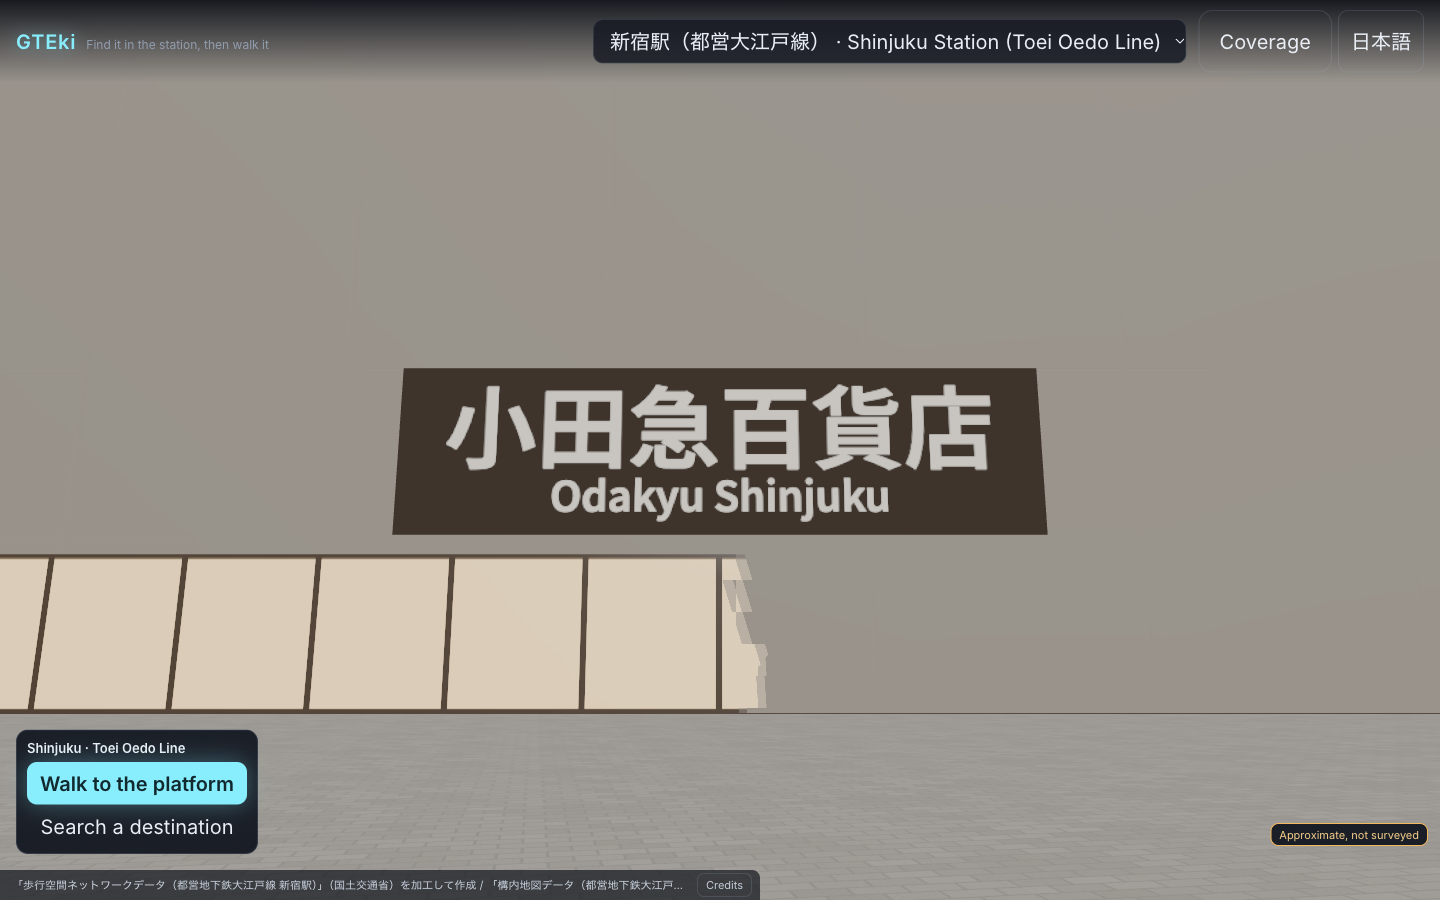 GTEki Find it in the station, then walk it
新宿駅（都営大江戸線） · Shinjuku Station (Toei Oedo Line)
Coverage
日本語
小田急百貨店
Odakyu Shinjuku
Shinjuku · Toei Oedo Line
Walk to the platform
Search a destination
Approximate, not surveyed
「歩行空間ネットワークデータ（都営地下鉄大江戸線 新宿駅）」（国土交通省）を加工して作成 / 「構内地図データ（都営地下鉄大江戸...
Credits